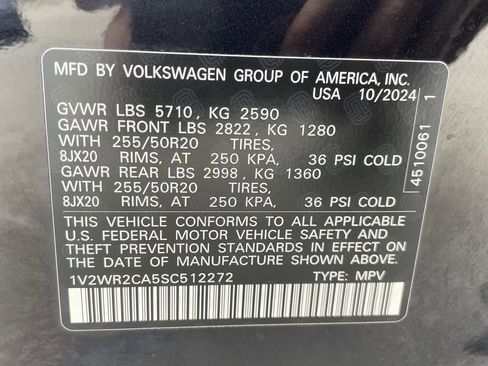 MFD BY VOLKSWAGEN GROUP OF AMERICA, INC.
USA 10/2024
GVWR LBS 5710, KG 2590
GAWR FRONT LBS 2822, KG 1280
WITH 255/50R20 TIRES,
8JX20 RIMS, AT 250 KPA, 36 PSI COLD
GAWR REAR LBS 2998, KG 1360
WITH 255/50R20 TIRES,
8JX20 RIMS, AT 250 KPA, 36 PSI COLD
THIS VEHICLE CONFORMS TO ALL APPLICABLE
U.S. FEDERAL MOTOR VEHICLE SAFETY AND
THEFT PREVENTION STANDARDS IN EFFECT ON
THE DATE OF MANUFACTURE SHOWN ABOVE
1V2WR2CA5SC512272 TYPE: MPV
4510061 1